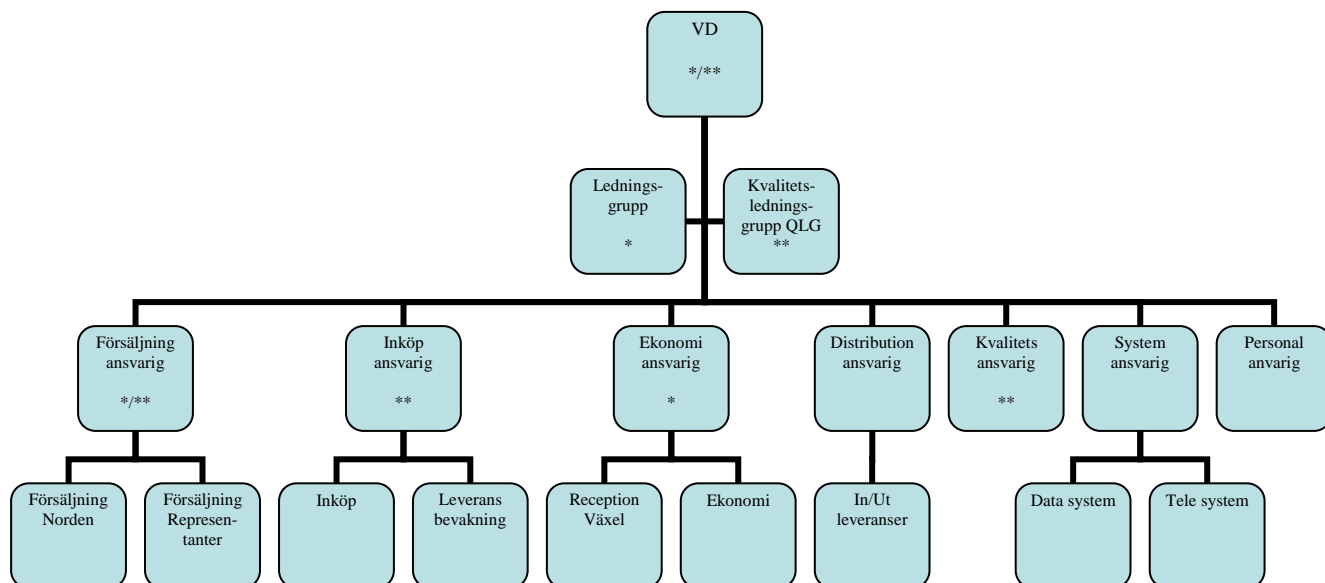 VD
*/**
Lednings-
grupp
*
Kvalitets-
lednings-
grupp QLG
**
Försäljning
ansvarig
*/**
Inköp
ansvarig
**
Ekonomi
ansvarig
*
Distribution
ansvarig
Kvalitets
ansvarig
**
System
ansvarig
Personal
anvarig
Försäljning
Norden
Försäljning
Represen-
tanter
Inköp
Leverans
bevakning
Reception
Växel
Ekonomi
In/Ut
leveranser
Data system
Tele system